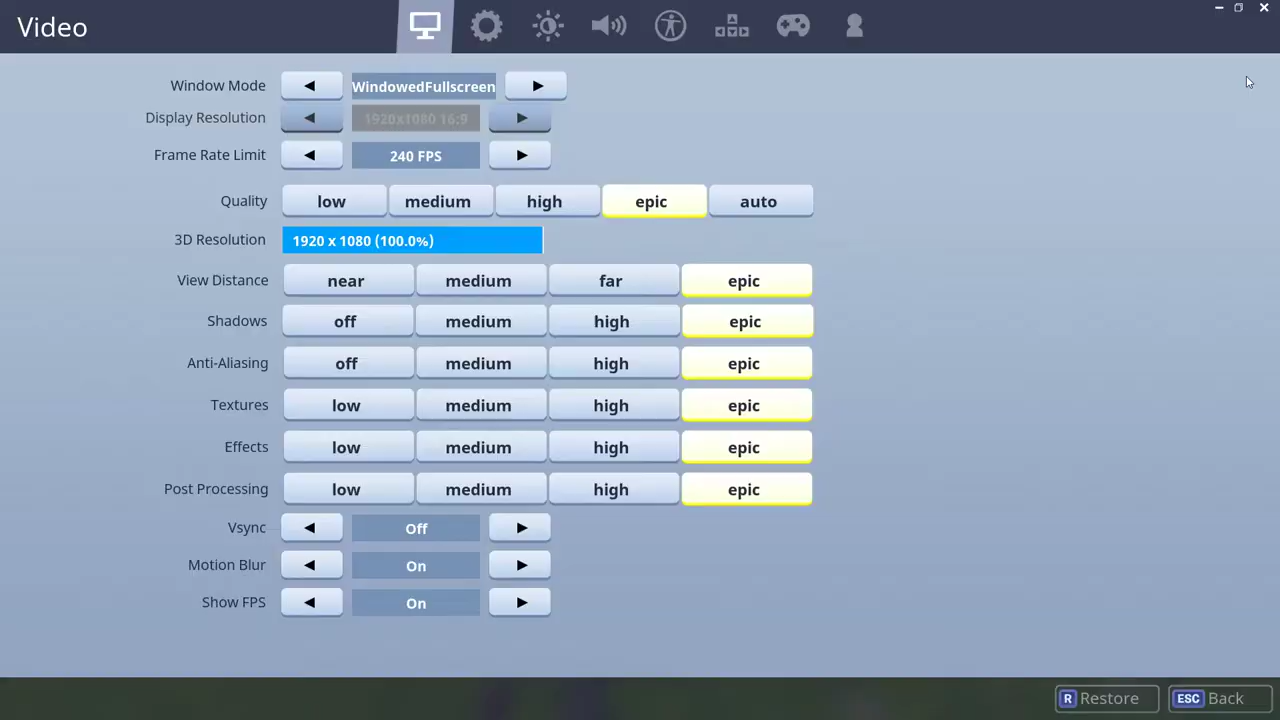 Video
Window Mode WindowedFullscreen
Display Resolution 1920x1080 16:9
Frame Rate Limit 240 FPS
Quality low medium high epic auto
3D Resolution 1920 x 1080 (100.0%)
View Distance near medium far epic
Shadows off medium high epic
Anti-Aliasing off medium high epic
Textures low medium high epic
Effects low medium high epic
Post Processing low medium high epic
Vsync Off
Motion Blur On
Show FPS On
R Restore ESC Back